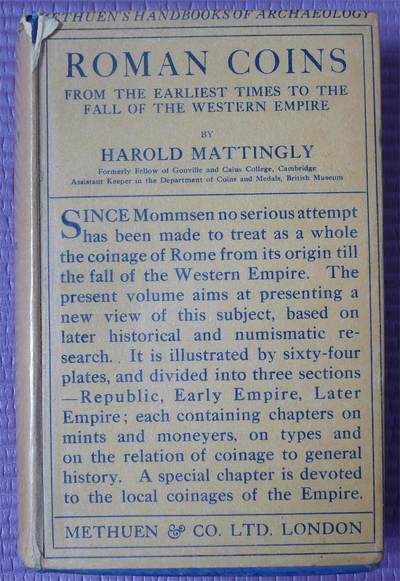 METHUEN'S HANDBOOKS OF ARCHAEOLOGY
ROMAN COINS
FROM THE EARLIEST TIMES TO THE
FALL OF THE WESTERN EMPIRE
BY
HAROLD MATTINGLY
Formerly Fellow of Gonville and Caius College, Cambridge
Assistant Keeper in the Department of Coins and Medals, British Museum
SINCE Mommsen no serious attempt
has been made to treat as a whole
the coinage of Rome from its origin till
the fall of the Western Empire. The
present volume aims at presenting a
new view of this subject, based on
later historical and numismatic re-
search. It is illustrated by sixty-four
plates, and divided into three sections
—Republic, Early Empire, Later
Empire; each containing chapters on
mints and moneyers, on types and
on the relation of coinage to general
history. A special chapter is devoted
to the local coinages of the Empire.
METHUEN & CO. LTD. LONDON